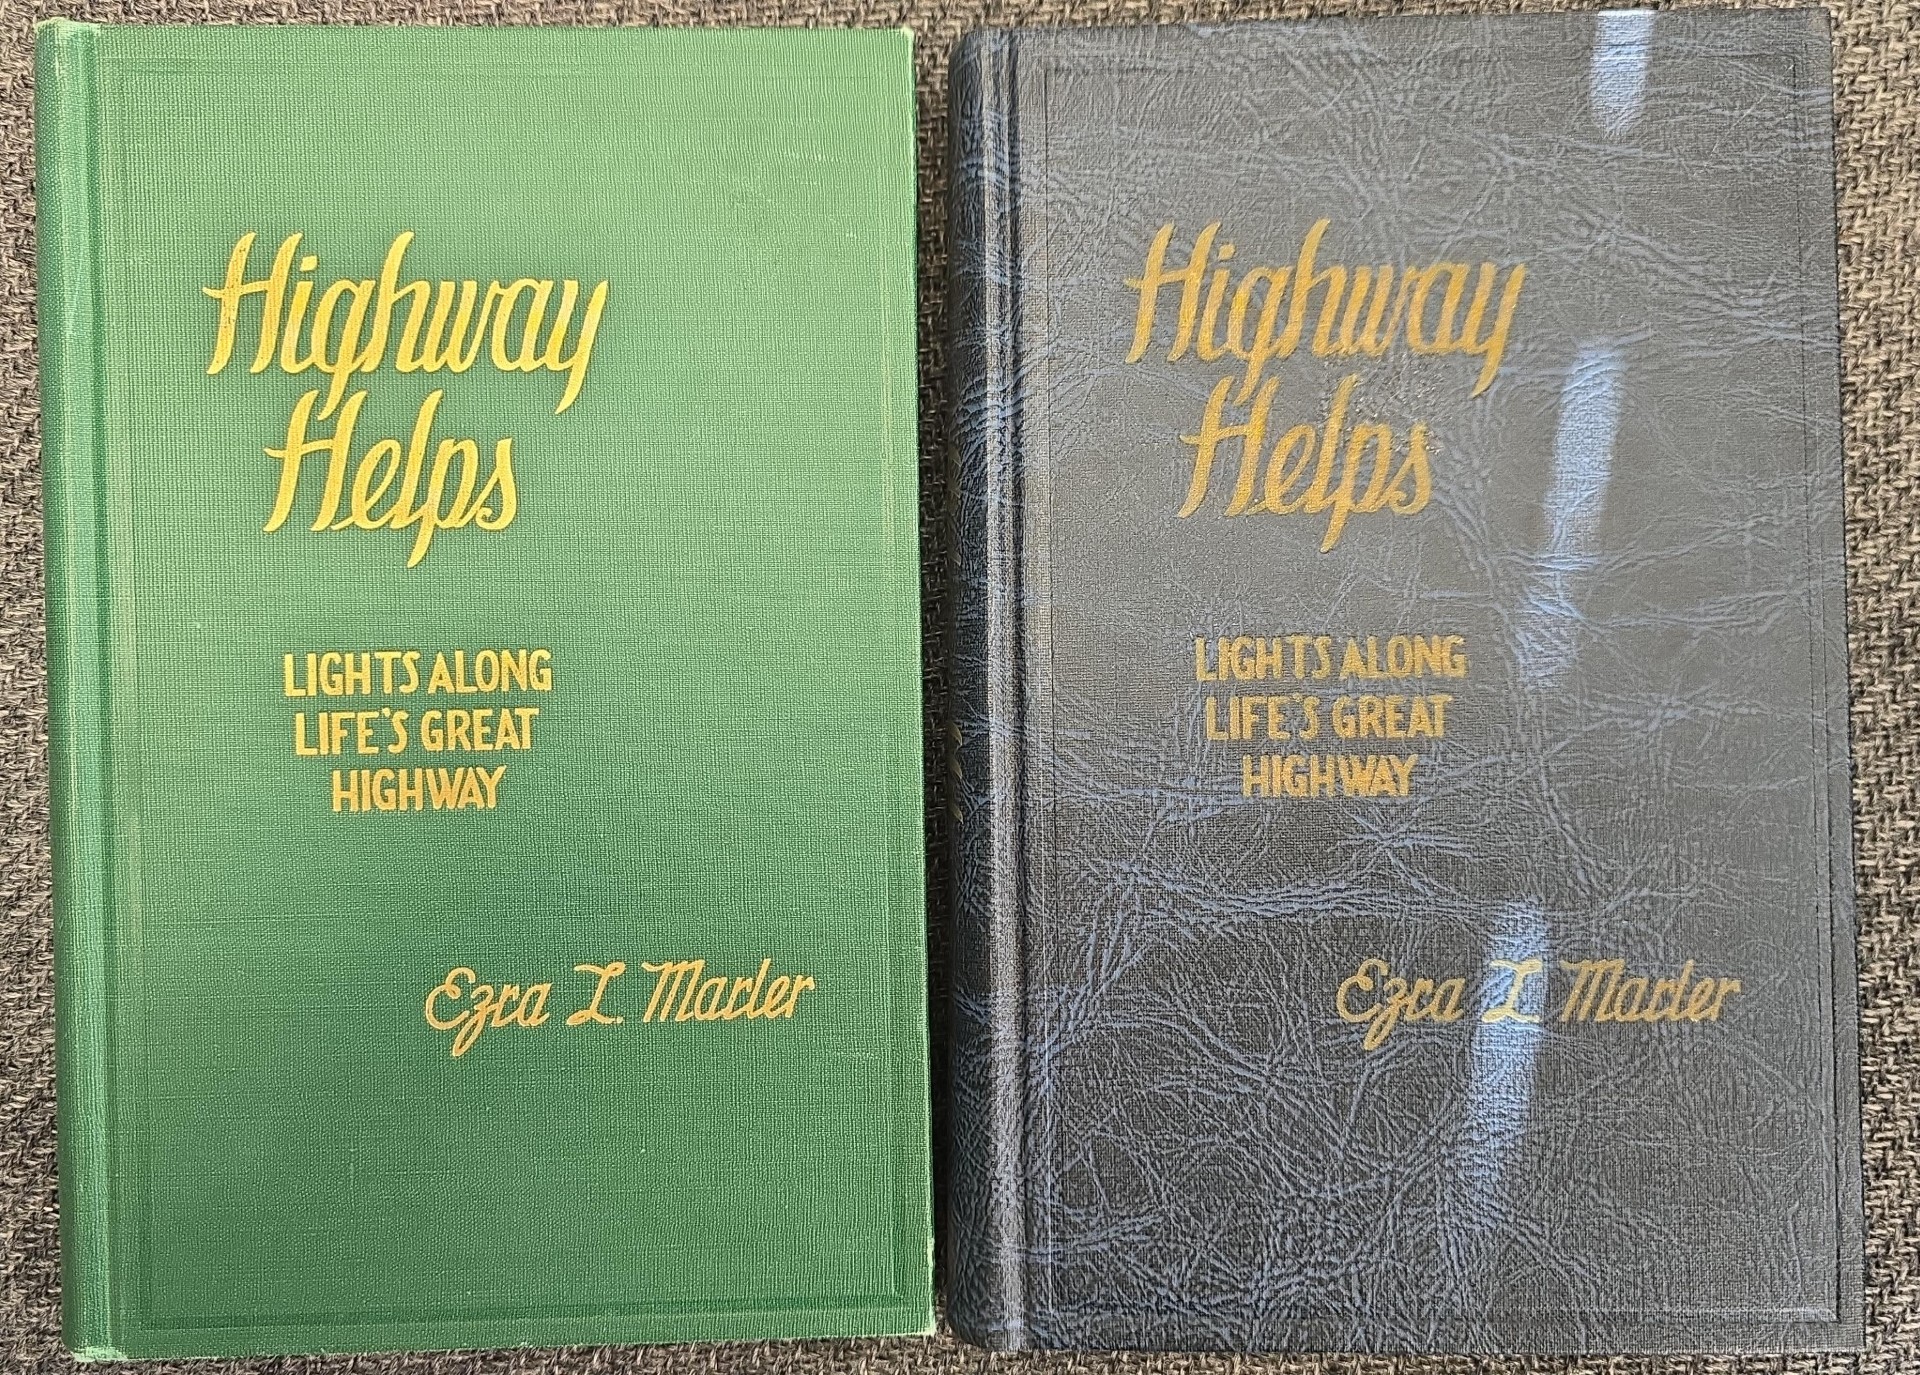 Highway
Helps
LIGHTS ALONG
LIFE'S GREAT
HIGHWAY
Ezra L. Marler
Highway
Helps
LIGHTS ALONG
LIFE'S GREAT
HIGHWAY
Ezra L Marler